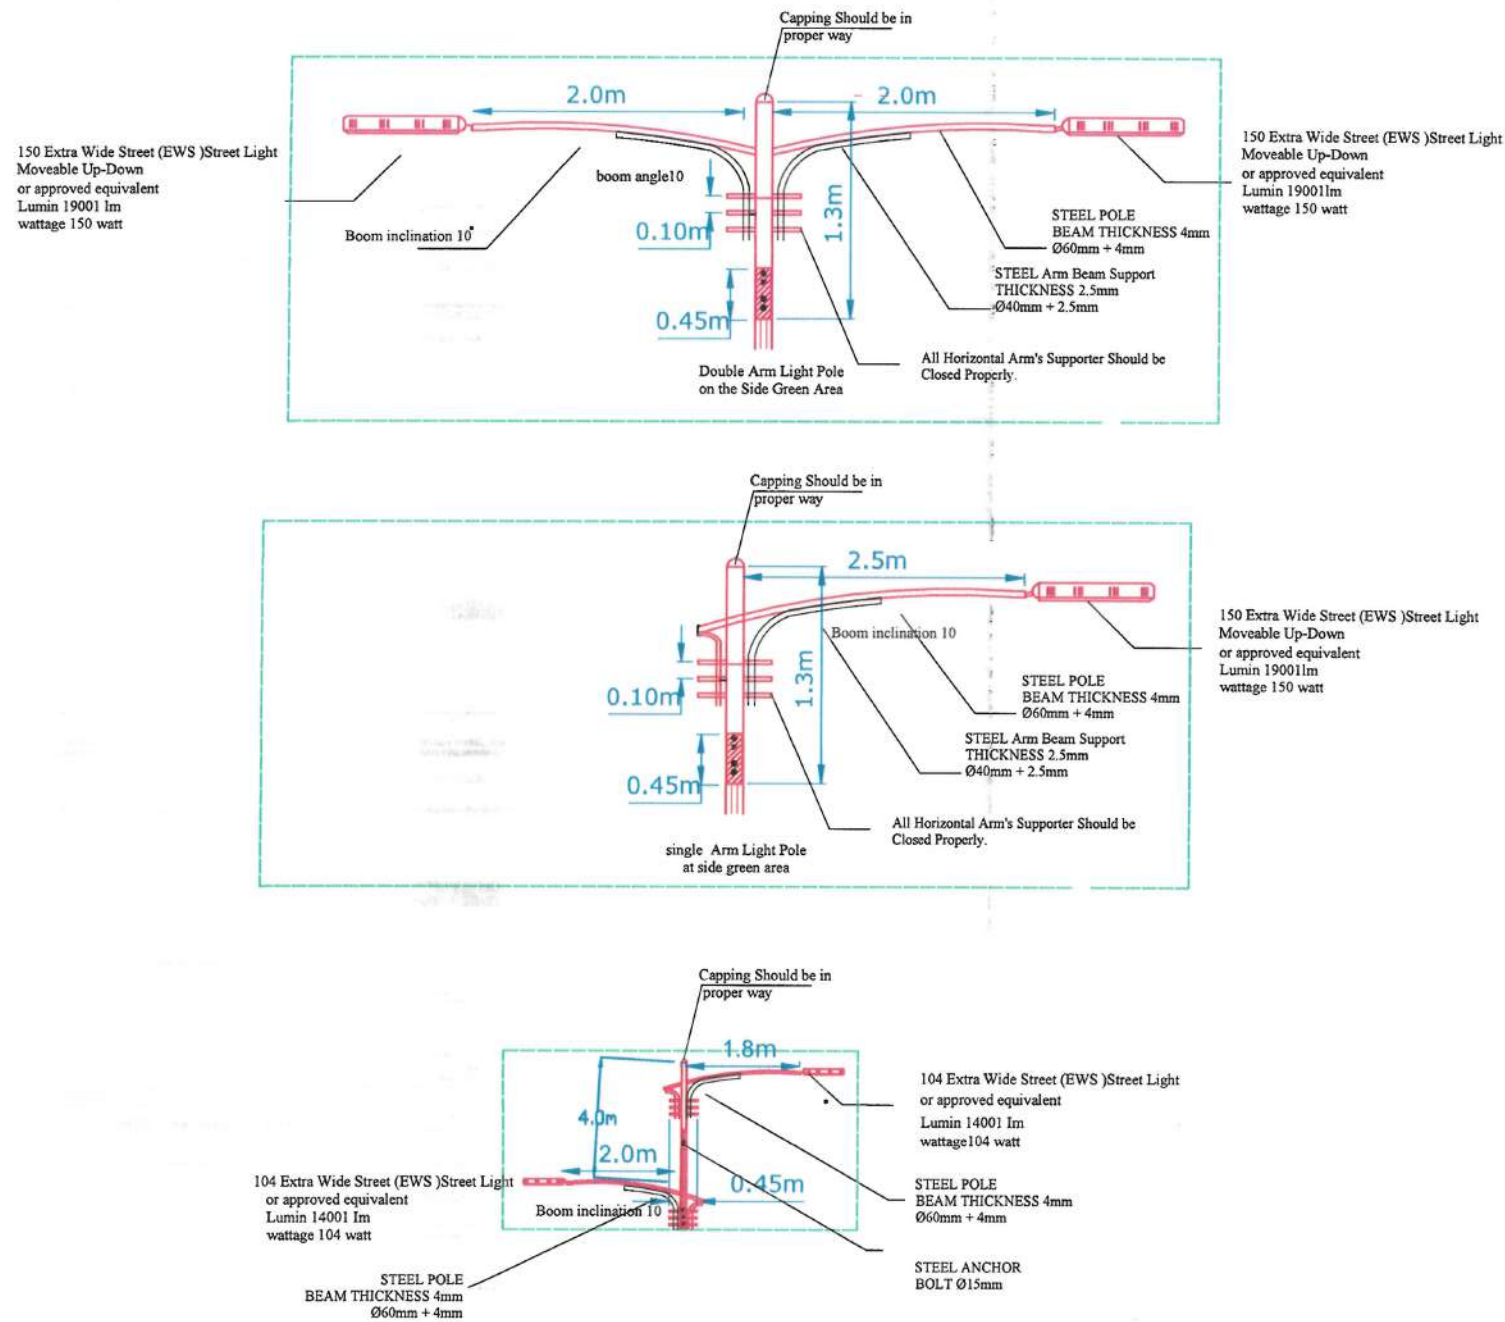 Capping Should be in
proper way
2.0m
2.0m
150 Extra Wide Street (EWS )Street Light
Moveable Up-Down
or approved equivalent
Lumin 19001 lm
wattage 150 watt
150 Extra Wide Street (EWS )Street Light
Moveable Up-Down
or approved equivalent
Lumin 19001lm
wattage 150 watt
boom angle10
Boom inclination 10°
0.10m
1.3m
STEEL POLE
BEAM THICKNESS 4mm
Ø60mm + 4mm
STEEL Arm Beam Support
THICKNESS 2.5mm
Ø40mm + 2.5mm
0.45m
All Horizontal Arm's Supporter Should be
Closed Properly.
Double Arm Light Pole
on the Side Green Area
Capping Should be in
proper way
2.5m
150 Extra Wide Street (EWS )Street Light
Moveable Up-Down
or approved equivalent
Lumin 19001lm
wattage 150 watt
Boom inclination 10
0.10m
1.3m
STEEL POLE
BEAM THICKNESS 4mm
Ø60mm + 4mm
STEEL Arm Beam Support
THICKNESS 2.5mm
Ø40mm + 2.5mm
0.45m
All Horizontal Arm's Supporter Should be
Closed Properly.
single Arm Light Pole
at side green area
Capping Should be in
proper way
1.8m
104 Extra Wide Street (EWS )Street Light
or approved equivalent
Lumin 14001 Im
wattage104 watt
4.0m
2.0m
0.45m
104 Extra Wide Street (EWS )Street Light
or approved equivalent
Lumin 14001 Im
wattage 104 watt
Boom inclination 10
STEEL POLE
BEAM THICKNESS 4mm
Ø60mm + 4mm
STEEL ANCHOR
BOLT Ø15mm
STEEL POLE
BEAM THICKNESS 4mm
Ø60mm + 4mm